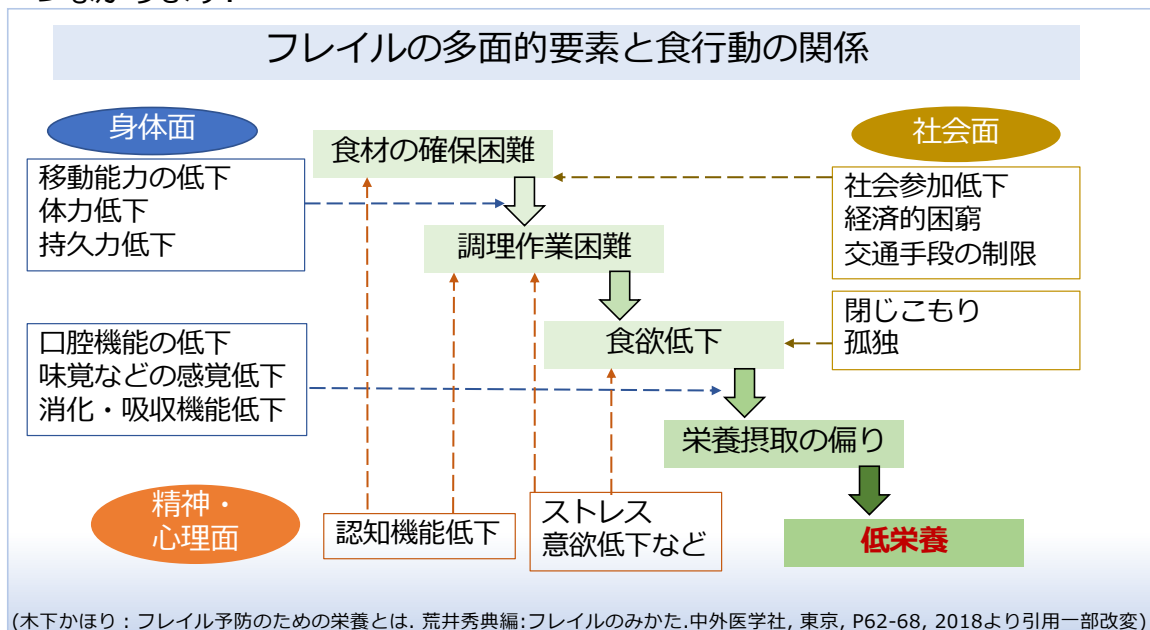 フレイルの多面的要素と食行動の関係
身体面
社会面
食材の確保困難
移動能力の低下
体力低下
持久力低下
社会参加低下
経済的困窮
交通手段の制限
調理作業困難
閉じこもり
孤独
食欲低下
口腔機能の低下
味覚などの感覚低下
消化・吸収機能低下
栄養摂取の偏り
精神・
心理面
認知機能低下
ストレス
意欲低下など
低栄養
(木下かほり：フレイル予防のための栄養とは. 荒井秀典編:フレイルのみかた.中外医学社, 東京, P62-68, 2018より引用一部改変)